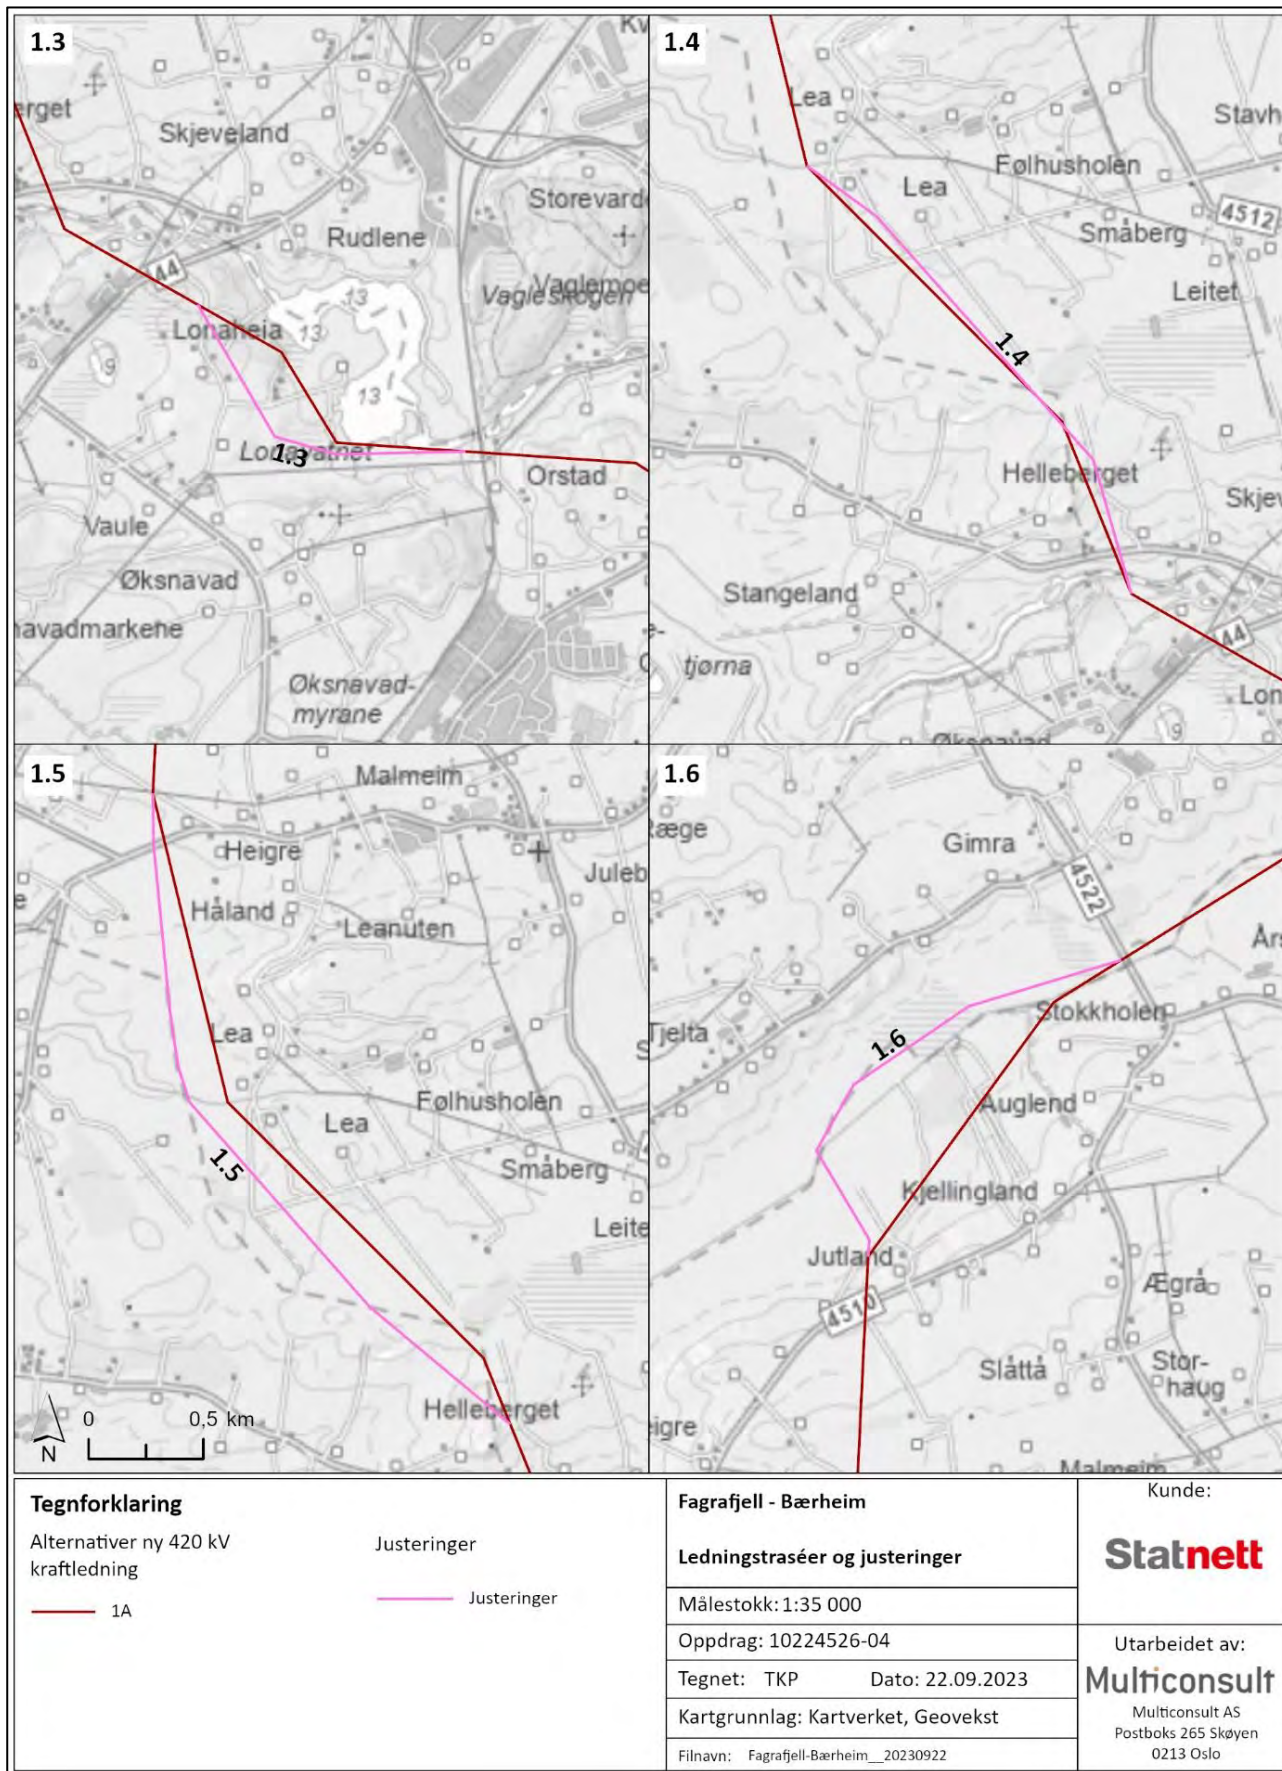 1.3
Skjeveland
Rudlene
44
Lonaheia
13
13
13
9
Lonavatnet
1.3
Vaule
Øksnavad
Øksnavad-
myrane
Orstad
Vagleskogen
1.4
Lea
Følhusholen
Lea
4512
Småberg
Leitet
1.4
Helleberget
Stangeland
tjørna
44
9
1.5
Malmeim
Heigre
Håland
Leanuten
Lea
Følhusholen
Lea
Småberg
1.5
Helleberget
0 0,5 km
N
1.6
Gimra
4522
Stokkholen
Tjelta
1.6
Auglend
Kjellingland
Jutland
4510
Ægrå
Slåttå
Stor-
haug
Malmeim
Tegnforklaring
Alternativer ny 420 kV
kraftledning
1A
Justeringer
Justeringer
Fagrafjell - Bærheim
Ledningstraséer og justeringer
Målestokk: 1:35 000
Oppdrag: 10224526-04
Tegnet: TKP Dato: 22.09.2023
Kartgrunnlag: Kartverket, Geovekst
Filnavn: Fagrafjell-Bærheim__20230922
Kunde:
Statnett
Utarbeidet av:
Multiconsult
Multiconsult AS
Postboks 265 Skøyen
0213 Oslo